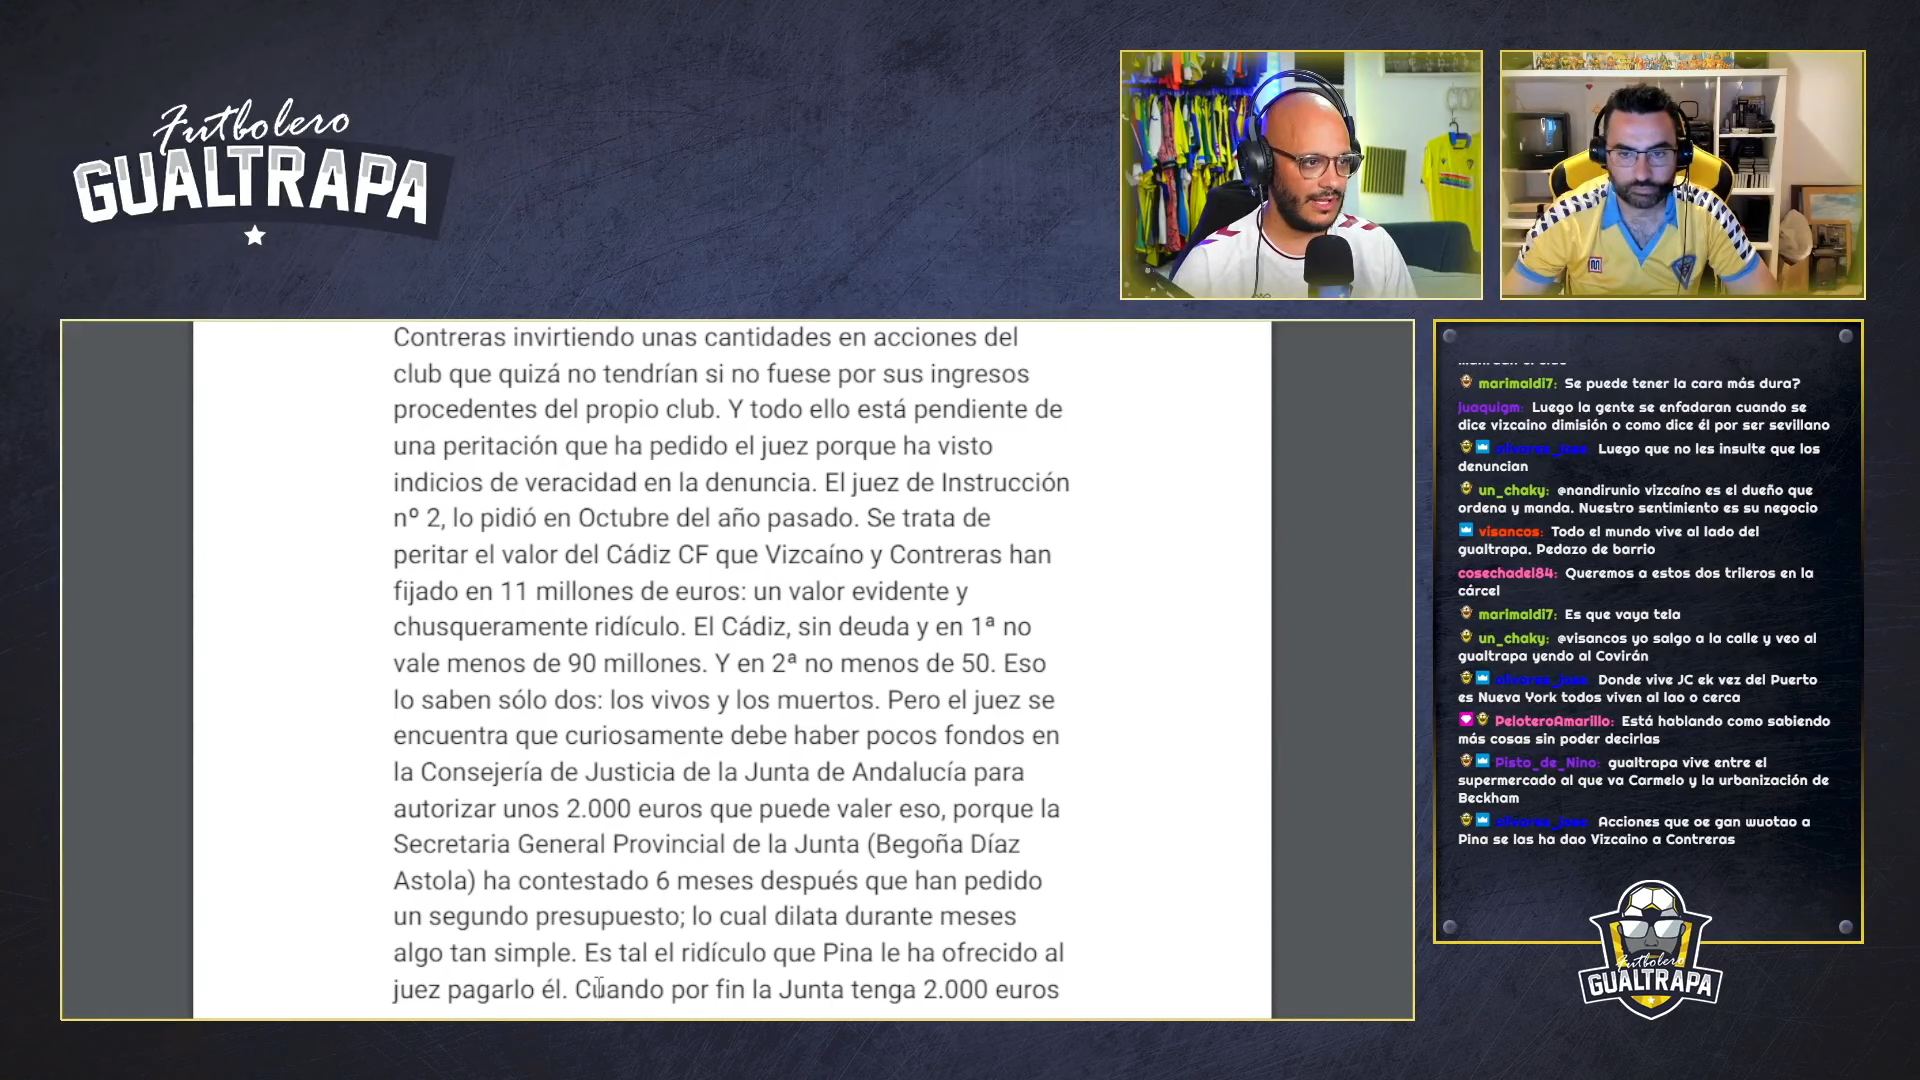 Futbolero
GUALTRAPA
Contreras invirtiendo unas cantidades en acciones del
club que quizá no tendrían si no fuese por sus ingresos
procedentes del propio club. Y todo ello está pendiente de
una peritación que ha pedido el juez porque ha visto
indicios de veracidad en la denuncia. El juez de Instrucción
nº 2, lo pidió en Octubre del año pasado. Se trata de
peritar el valor del Cádiz CF que Vizcaíno y Contreras han
fijado en 11 millones de euros: un valor evidente y
chusqueramente ridículo. El Cádiz, sin deuda y en 1ª no
vale menos de 90 millones. Y en 2ª no menos de 50. Eso
lo saben sólo dos: los vivos y los muertos. Pero el juez se
encuentra que curiosamente debe haber pocos fondos en
la Consejería de Justicia de la Junta de Andalucía para
autorizar unos 2.000 euros que puede valer eso, porque la
Secretaria General Provincial de la Junta (Begoña Díaz
Astola) ha contestado 6 meses después que han pedido
un segundo presupuesto; lo cual dilata durante meses
algo tan simple. Es tal el ridículo que Pina le ha ofrecido al
juez pagarlo él. Cuando por fin la Junta tenga 2.000 euros
marimaldi7: Se puede tener la cara más dura?
juaquigm: Luego la gente se enfadaran cuando se
dice vizcaino dimisión o como dice él por ser sevillano
olivares_jose: Luego que no les insulte que los
denuncian
un_chaky: @nandirunio vizcaíno es el dueño que
ordena y manda. Nuestro sentimiento es su negocio
visancos: Todo el mundo vive al lado del
gualtrapa. Pedazo de barrio
cosechadel84: Queremos a estos dos trileros en la
cárcel
marimaldi7: Es que vaya tela
un_chaky: @visancos yo salgo a la calle y veo al
gualtrapa yendo al Covirán
olivares_jose: Donde vive JC ek vez del Puerto
es Nueva York todos viven al lao o cerca
PeloteroAmarillo: Está hablando como sabiendo
más cosas sin poder decirlas
Pisto_de_Nino: gualtrapa vive entre el
supermercado al que va Carmelo y la urbanización de
Beckham
olivares_jose: Acciones que oe gan wuotao a
Pina se las ha dao Vizcaino a Contreras
Futbolero
GUALTRAPA